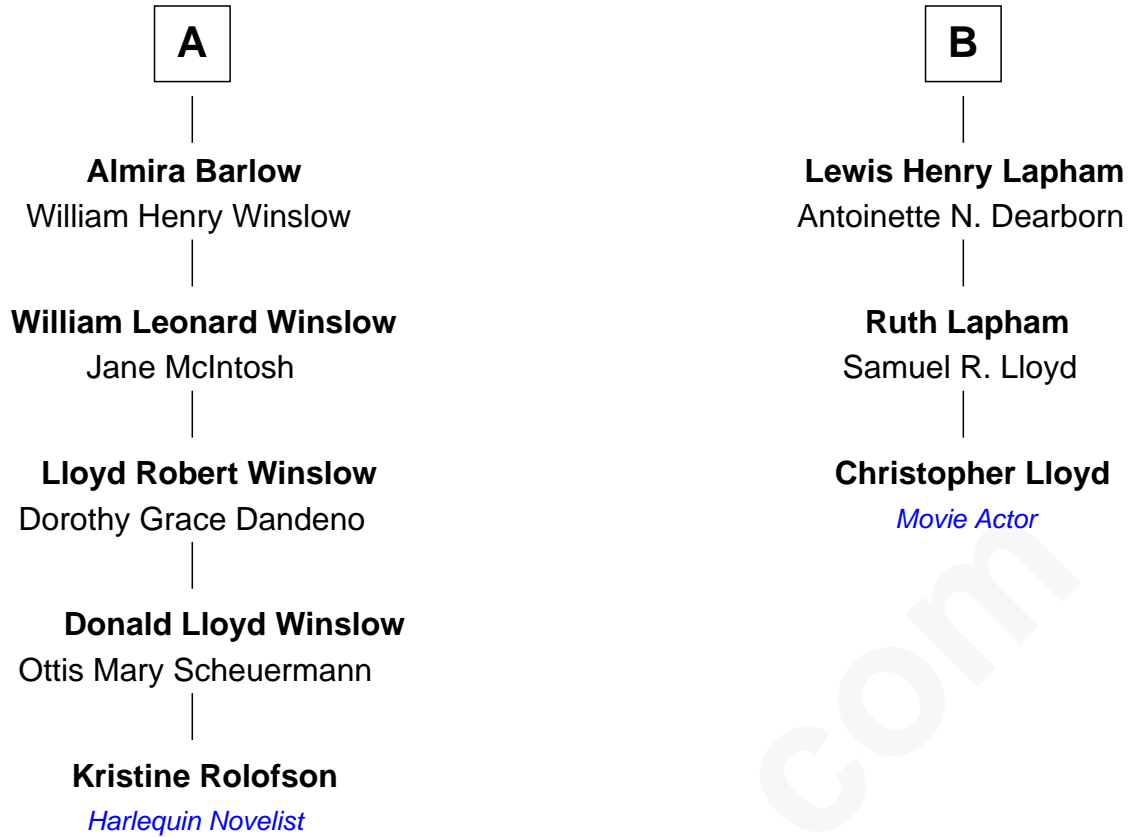 A
Almira Barlow
William Henry Winslow
William Leonard Winslow
Jane McIntosh
Lloyd Robert Winslow
Dorothy Grace Dandeno
Donald Lloyd Winslow
Ottis Mary Scheuermann
Kristine Rolofson
Harlequin Novelist
B
Lewis Henry Lapham
Antoinette N. Dearborn
Ruth Lapham
Samuel R. Lloyd
Christopher Lloyd
Movie Actor
com